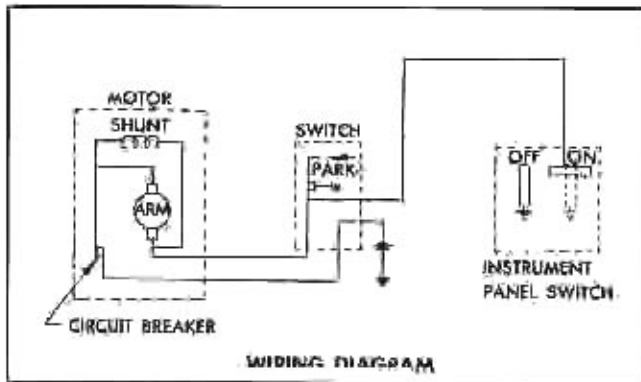 MOTOR
SHUNT
ARM
CIRCUIT BREAKER
SWITCH
PARK
OFF ON
INSTRUMENT
PANEL SWITCH
WIRING DIAGRAM